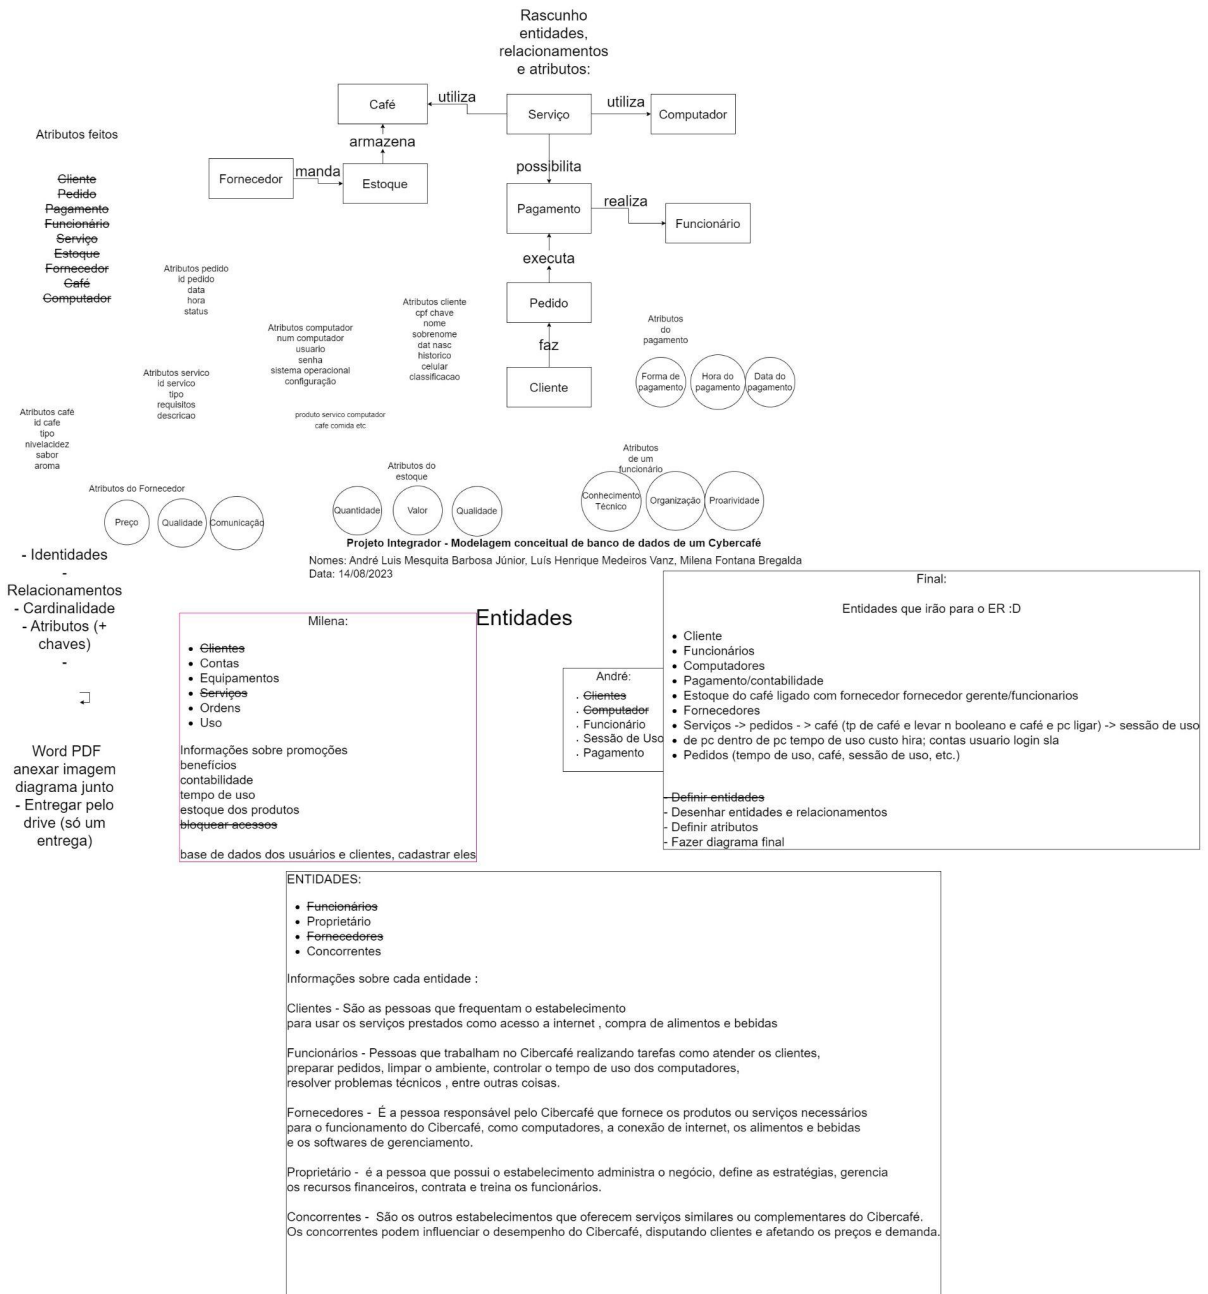 Rascunho
entidades,
relacionamentos
e atributos:
Café
utiliza
Serviço
utiliza
Computador
armazena
Fornecedor
manda
Estoque
possibilita
Pagamento
realiza
Funcionário
executa
Pedido
faz
Cliente
Atributos feitos
Cliente
Pedido
Pagamento
Funcionário
Serviço
Estoque
Fornecedor
Café
Computador
Atributos pedido
id pedido
data
hora
status
Atributos computador
num computador
usuario
senha
sistema operacional
configuração
Atributos cliente
cpf chave
nome
sobrenome
dat nasc
historico
celular
classificacao
Atributos
do
pagamento
Forma de
pagamento
Hora do
pagamento
Data do
pagamento
Atributos servico
id servico
tipo
requisitos
descricao
produto servico computador
cafe comida etc
Atributos café
id cafe
tipo
nivelacidez
sabor
aroma
Atributos do Fornecedor
Preço
Qualidade
Comunicação
Atributos do
estoque
Quantidade
Valor
Qualidade
Atributos
de um
funcionário
Conhecimento
Técnico
Organização
Proarividade
Projeto Integrador - Modelagem conceitual de banco de dados de um Cybercafé
Nomes: André Luis Mesquita Barbosa Júnior, Luís Henrique Medeiros Vanz, Milena Fontana Bregalda
Data: 14/08/2023
- Identidades
-
Relacionamentos
- Cardinalidade
- Atributos (+
chaves)
-
Word PDF
anexar imagem
diagrama junto
- Entregar pelo
drive (só um
entrega)
Entidades
Milena:
Clientes
Contas
Equipamentos
Serviços
Ordens
Uso
Informações sobre promoções
benefícios
contabilidade
tempo de uso
estoque dos produtos
bloquear acessos
base de dados dos usuários e clientes, cadastrar eles
André:
Clientes
Computador
Funcionário
Sessão de Uso
Pagamento
Final:
Entidades que irão para o ER :D
Cliente
Funcionários
Computadores
Pagamento/contabilidade
Estoque do café ligado com fornecedor fornecedor gerente/funcionarios
Fornecedores
Serviços -> pedidos - > café (tp de café e levar n booleano e café e pc ligar) -> sessão de uso
de pc dentro de pc tempo de uso custo hira; contas usuario login sla
Pedidos (tempo de uso, café, sessão de uso, etc.)
- Definir entidades
- Desenhar entidades e relacionamentos
- Definir atributos
- Fazer diagrama final
ENTIDADES:
Funcionários
Proprietário
Fornecedores
Concorrentes
Informações sobre cada entidade :
Clientes - São as pessoas que frequentam o estabelecimento
para usar os serviços prestados como acesso a internet , compra de alimentos e bebidas
Funcionários - Pessoas que trabalham no Cibercafé realizando tarefas como atender os clientes,
preparar pedidos, limpar o ambiente, controlar o tempo de uso dos computadores,
resolver problemas técnicos , entre outras coisas.
Fornecedores - É a pessoa responsável pelo Cibercafé que fornece os produtos ou serviços necessários
para o funcionamento do Cibercafé, como computadores, a conexão de internet, os alimentos e bebidas
e os softwares de gerenciamento.
Proprietário - é a pessoa que possui o estabelecimento administra o negócio, define as estratégias, gerencia
os recursos financeiros, contrata e treina os funcionários.
Concorrentes - São os outros estabelecimentos que oferecem serviços similares ou complementares do Cibercafé.
Os concorrentes podem influenciar o desempenho do Cibercafé, disputando clientes e afetando os preços e demanda.